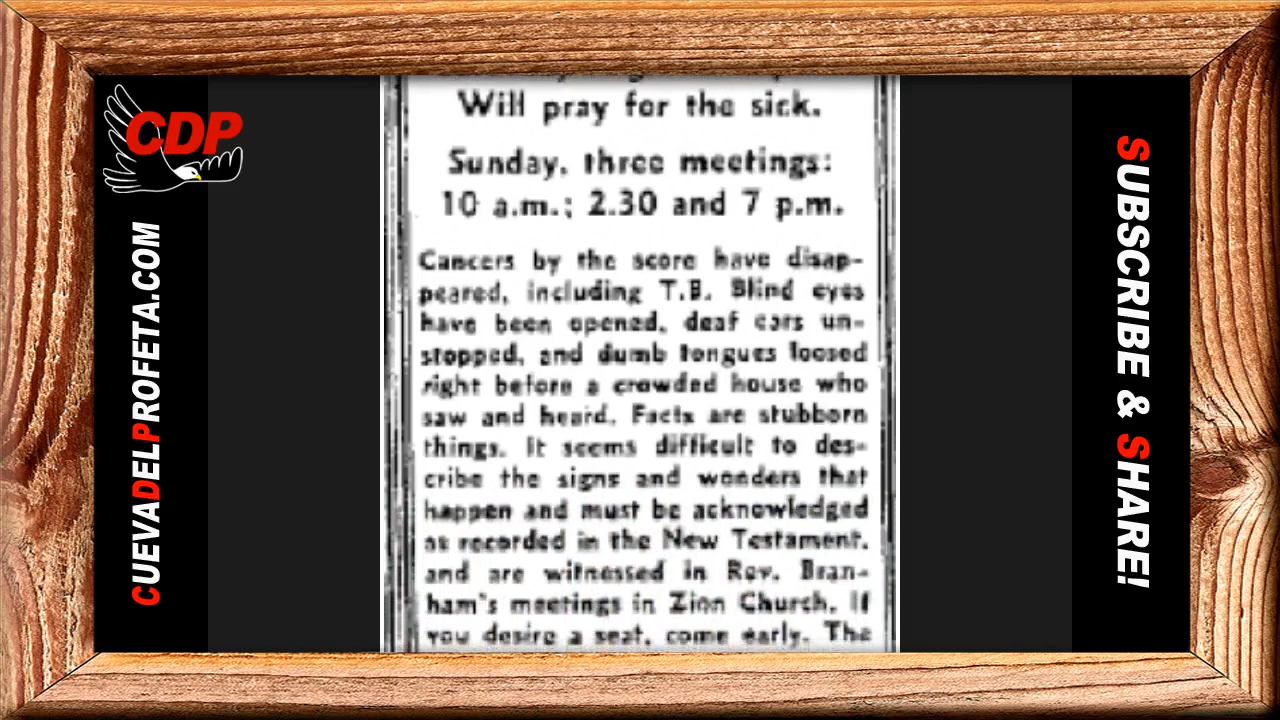 CDP
CUEVADELPROFETA.COM
Will pray for the sick.
Sunday, three meetings:
10 a.m.; 2.30 and 7 p.m.
Cancers by the score have disap-
peared, including T.B. Blind eyes
have been opened, deaf ears un-
stopped, and dumb tongues loosed
right before a crowded house who
saw and heard. Facts are stubborn
things. It seems difficult to des-
cribe the signs and wonders that
happen and must be acknowledged
as recorded in the New Testament,
and are witnessed in Rev. Bran-
ham's meetings in Zion Church. If
you desire a seat, come early. The
SUBSCRIBE & SHARE!